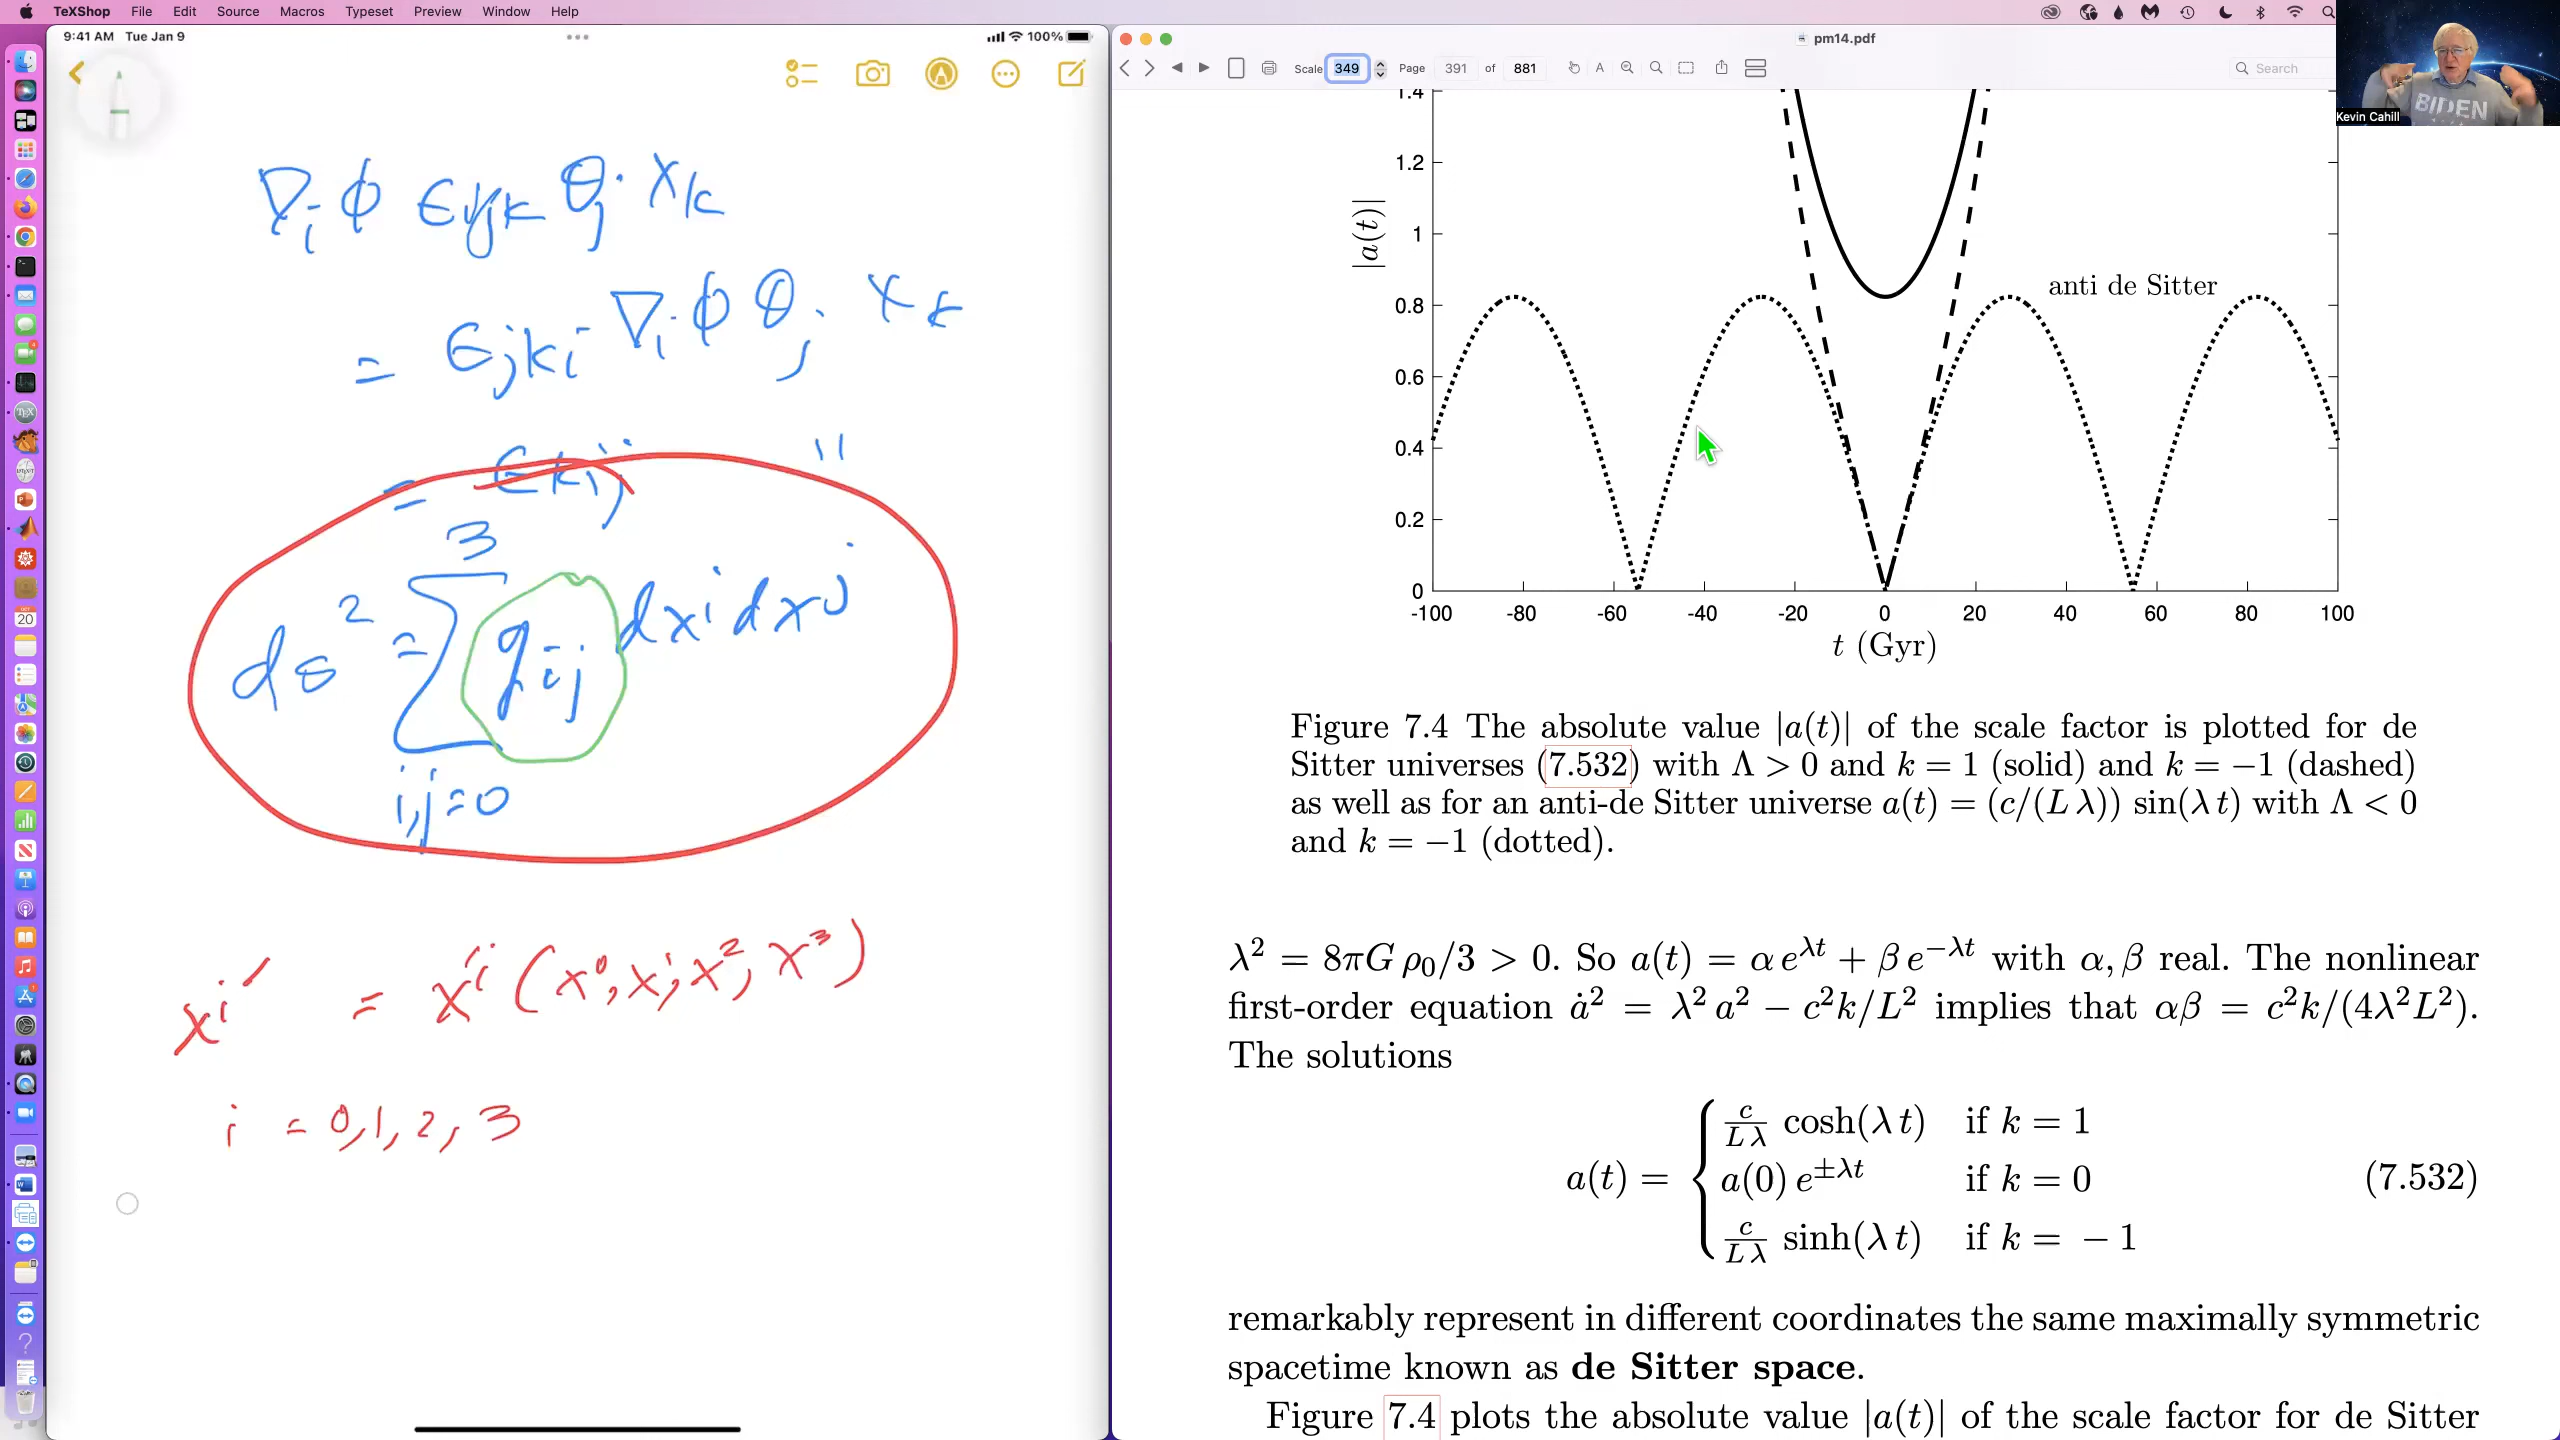 TeXShop File Edit Source Macros Typeset Preview Window Help
9:41 AM Tue Jan 9
100%
∇i ϕ ϵijk θj xk
= ϵjki ∇i ϕ θj xk
= ϵkij "
3
ds² = Σ gij dxⁱ dxʲ
i,j=0
xⁱ′ = x′ⁱ (x⁰, x¹, x², x³)
i = 0, 1, 2, 3
pm14.pdf
Scale 349 Page 391 of 881 A Search
BIDEN
Kevin Cahill
1.4
1.2
1
0.8
0.6
0.4
0.2
0
|a(t)|
anti de Sitter
-100 -80 -60 -40 -20 0 20 40 60 80 100
t (Gyr)
Figure 7.4 The absolute value |a(t)| of the scale factor is plotted for de
Sitter universes (7.532) with Λ > 0 and k = 1 (solid) and k = −1 (dashed)
as well as for an anti-de Sitter universe a(t) = (c/(L λ)) sin(λ t) with Λ < 0
and k = −1 (dotted).
λ² = 8πG ρ₀/3 > 0. So a(t) = α e^{λt} + β e^{−λt} with α, β real. The nonlinear
first-order equation ȧ² = λ² a² − c²k/L² implies that αβ = c²k/(4λ²L²).
The solutions
c/(L λ) cosh(λ t) if k = 1
a(t) = { a(0) e^{±λt} if k = 0 (7.532)
c/(L λ) sinh(λ t) if k = − 1
remarkably represent in different coordinates the same maximally symmetric
spacetime known as de Sitter space.
Figure 7.4 plots the absolute value |a(t)| of the scale factor for de Sitter